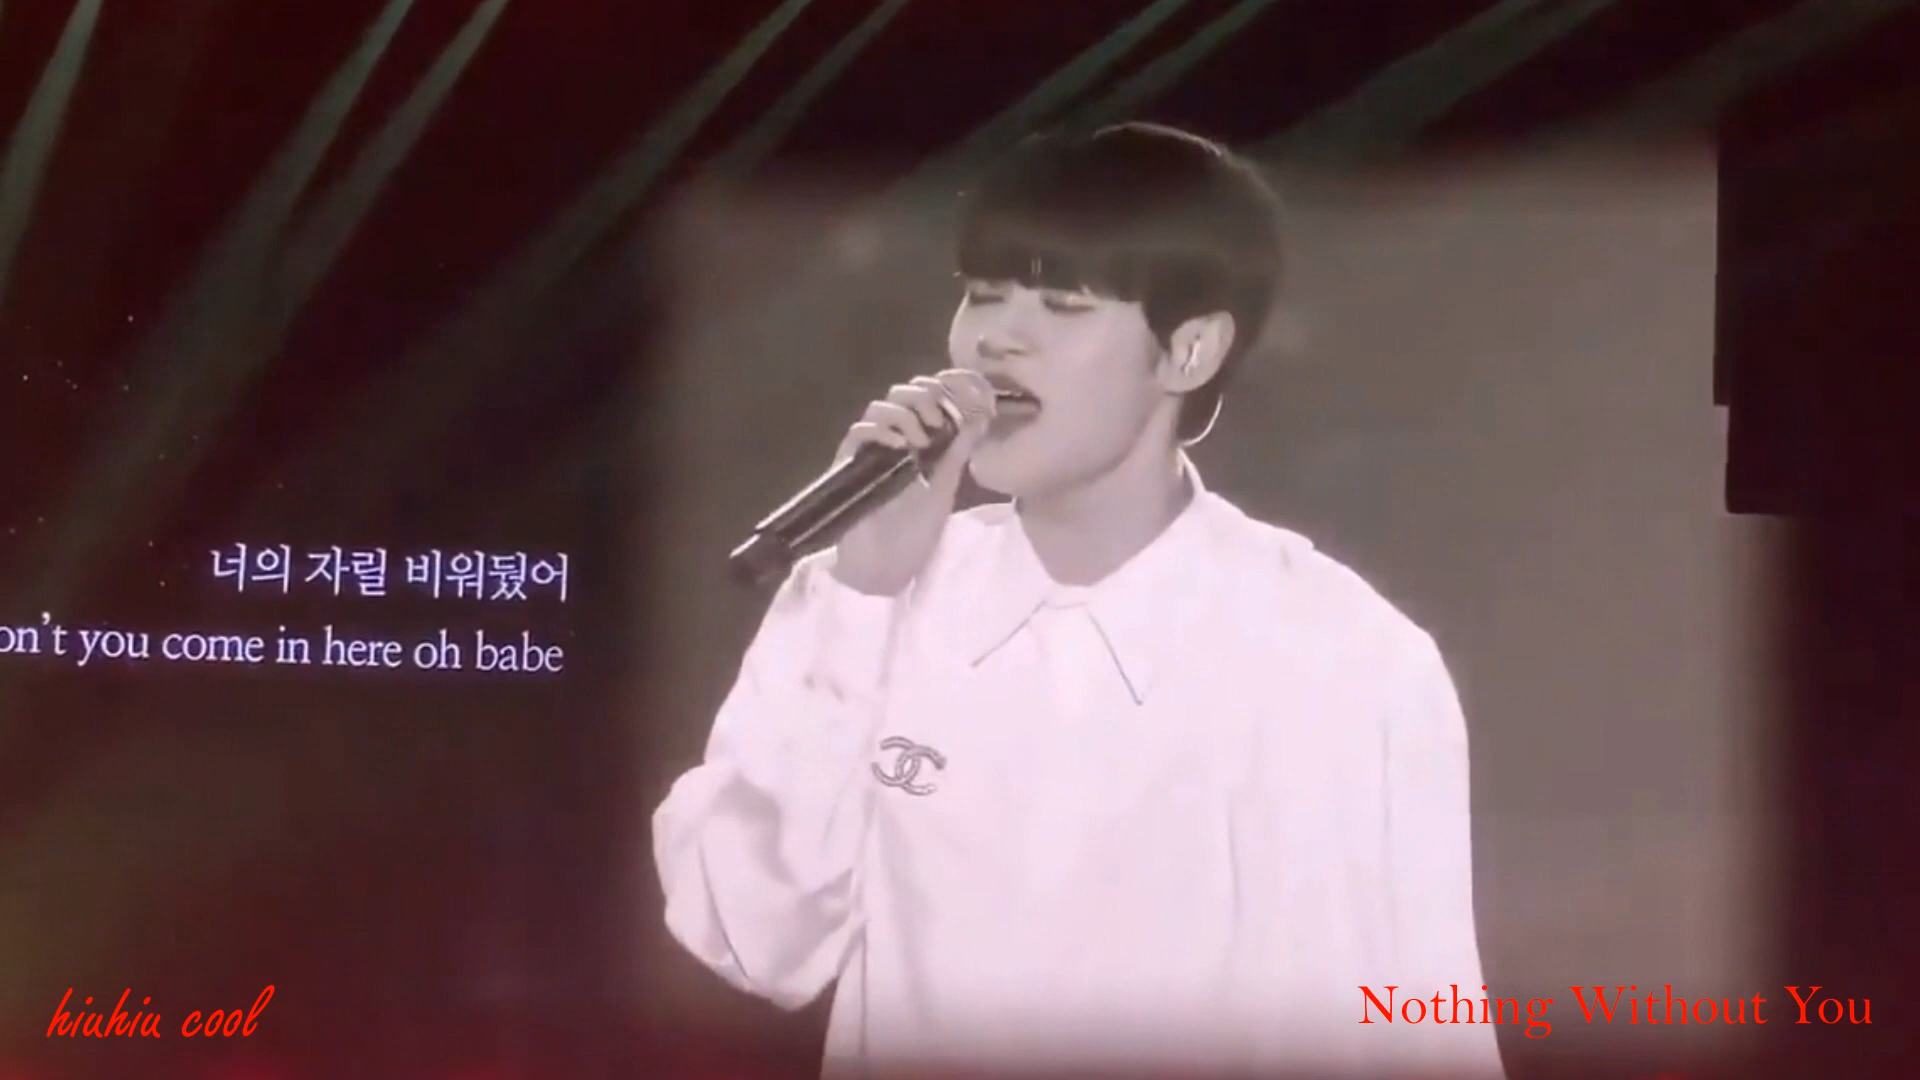 너의 자릴 비워뒀어
on't you come in here oh babe
hiuhiu cool
Nothing Without You